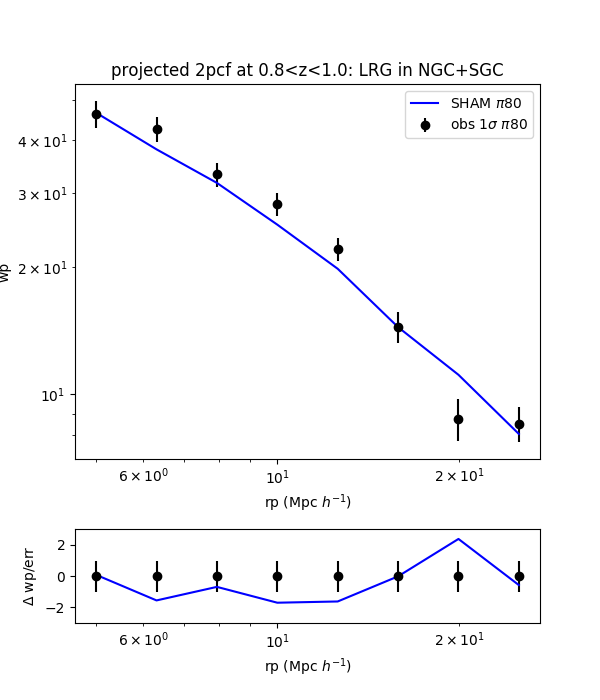 projected 2pcf at 0.8<z<1.0: LRG in NGC+SGC
SHAM π80
obs 1σ π80
4 × 10¹
3 × 10¹
2 × 10¹
10¹
wp
6 × 10⁰
10¹
2 × 10¹
rp (Mpc h⁻¹)
2
0
−2
Δ wp/err
6 × 10⁰
10¹
2 × 10¹
rp (Mpc h⁻¹)